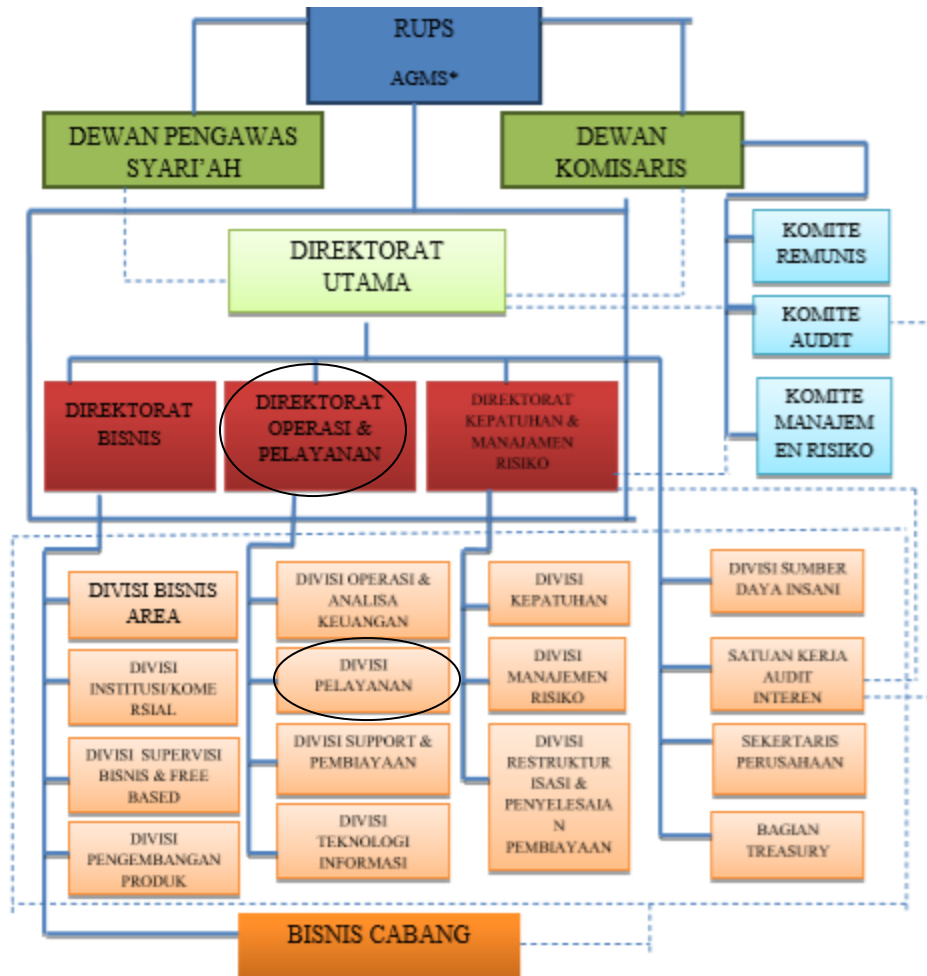 RUPS
AGMS*
DEWAN PENGAWAS
SYARI’AH
DEWAN
KOMISARIS
DIREKTORAT
UTAMA
KOMITE
REMUNIS
KOMITE
AUDIT
KOMITE
MANAJEM
EN RISIKO
DIREKTORAT
BISNIS
DIREKTORAT
OPERASI &
PELAYANAN
DIREKTORAT
KEPATUHAN &
MANAJAMEN
RISIKO
DIVISI BISNIS
AREA
DIVISI
INSTITUSI/KOME
RSIAL
DIVISI SUPERVISI
BISNIS & FREE
BASED
DIVISI
PENGEMBANGAN
PRODUK
DIVISI OPERASI &
ANALISA
KEUANGAN
DIVISI
PELAYANAN
DIVISI SUPPORT &
PEMBIAYAAN
DIVISI
TEKNOLOGI
INFORMASI
DIVISI
KEPATUHAN
DIVISI
MANAJEMEN
RISIKO
DIVISI
RESTRUKTUR
ISASI &
PENYELESAIA
N
PEMBIAYAAN
DIVISI SUMBER
DAYA INSANI
SATUAN KERJA
AUDIT
INTEREN
SEKERTARIS
PERUSAHAAN
BAGIAN
TREASURY
BISNIS CABANG